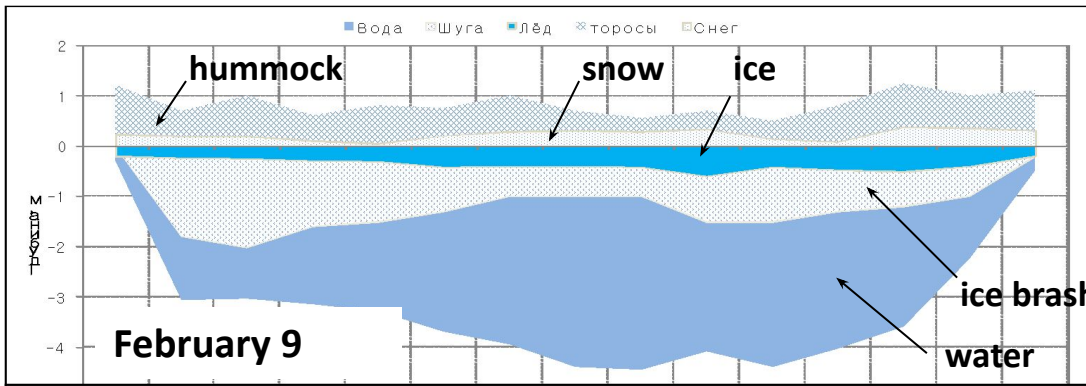 Вода Шуга Лёд торосы Снег
2
hummock snow ice
1
0
-1
Глубина, м
-2
-3
ice brash
February 9
water
-4